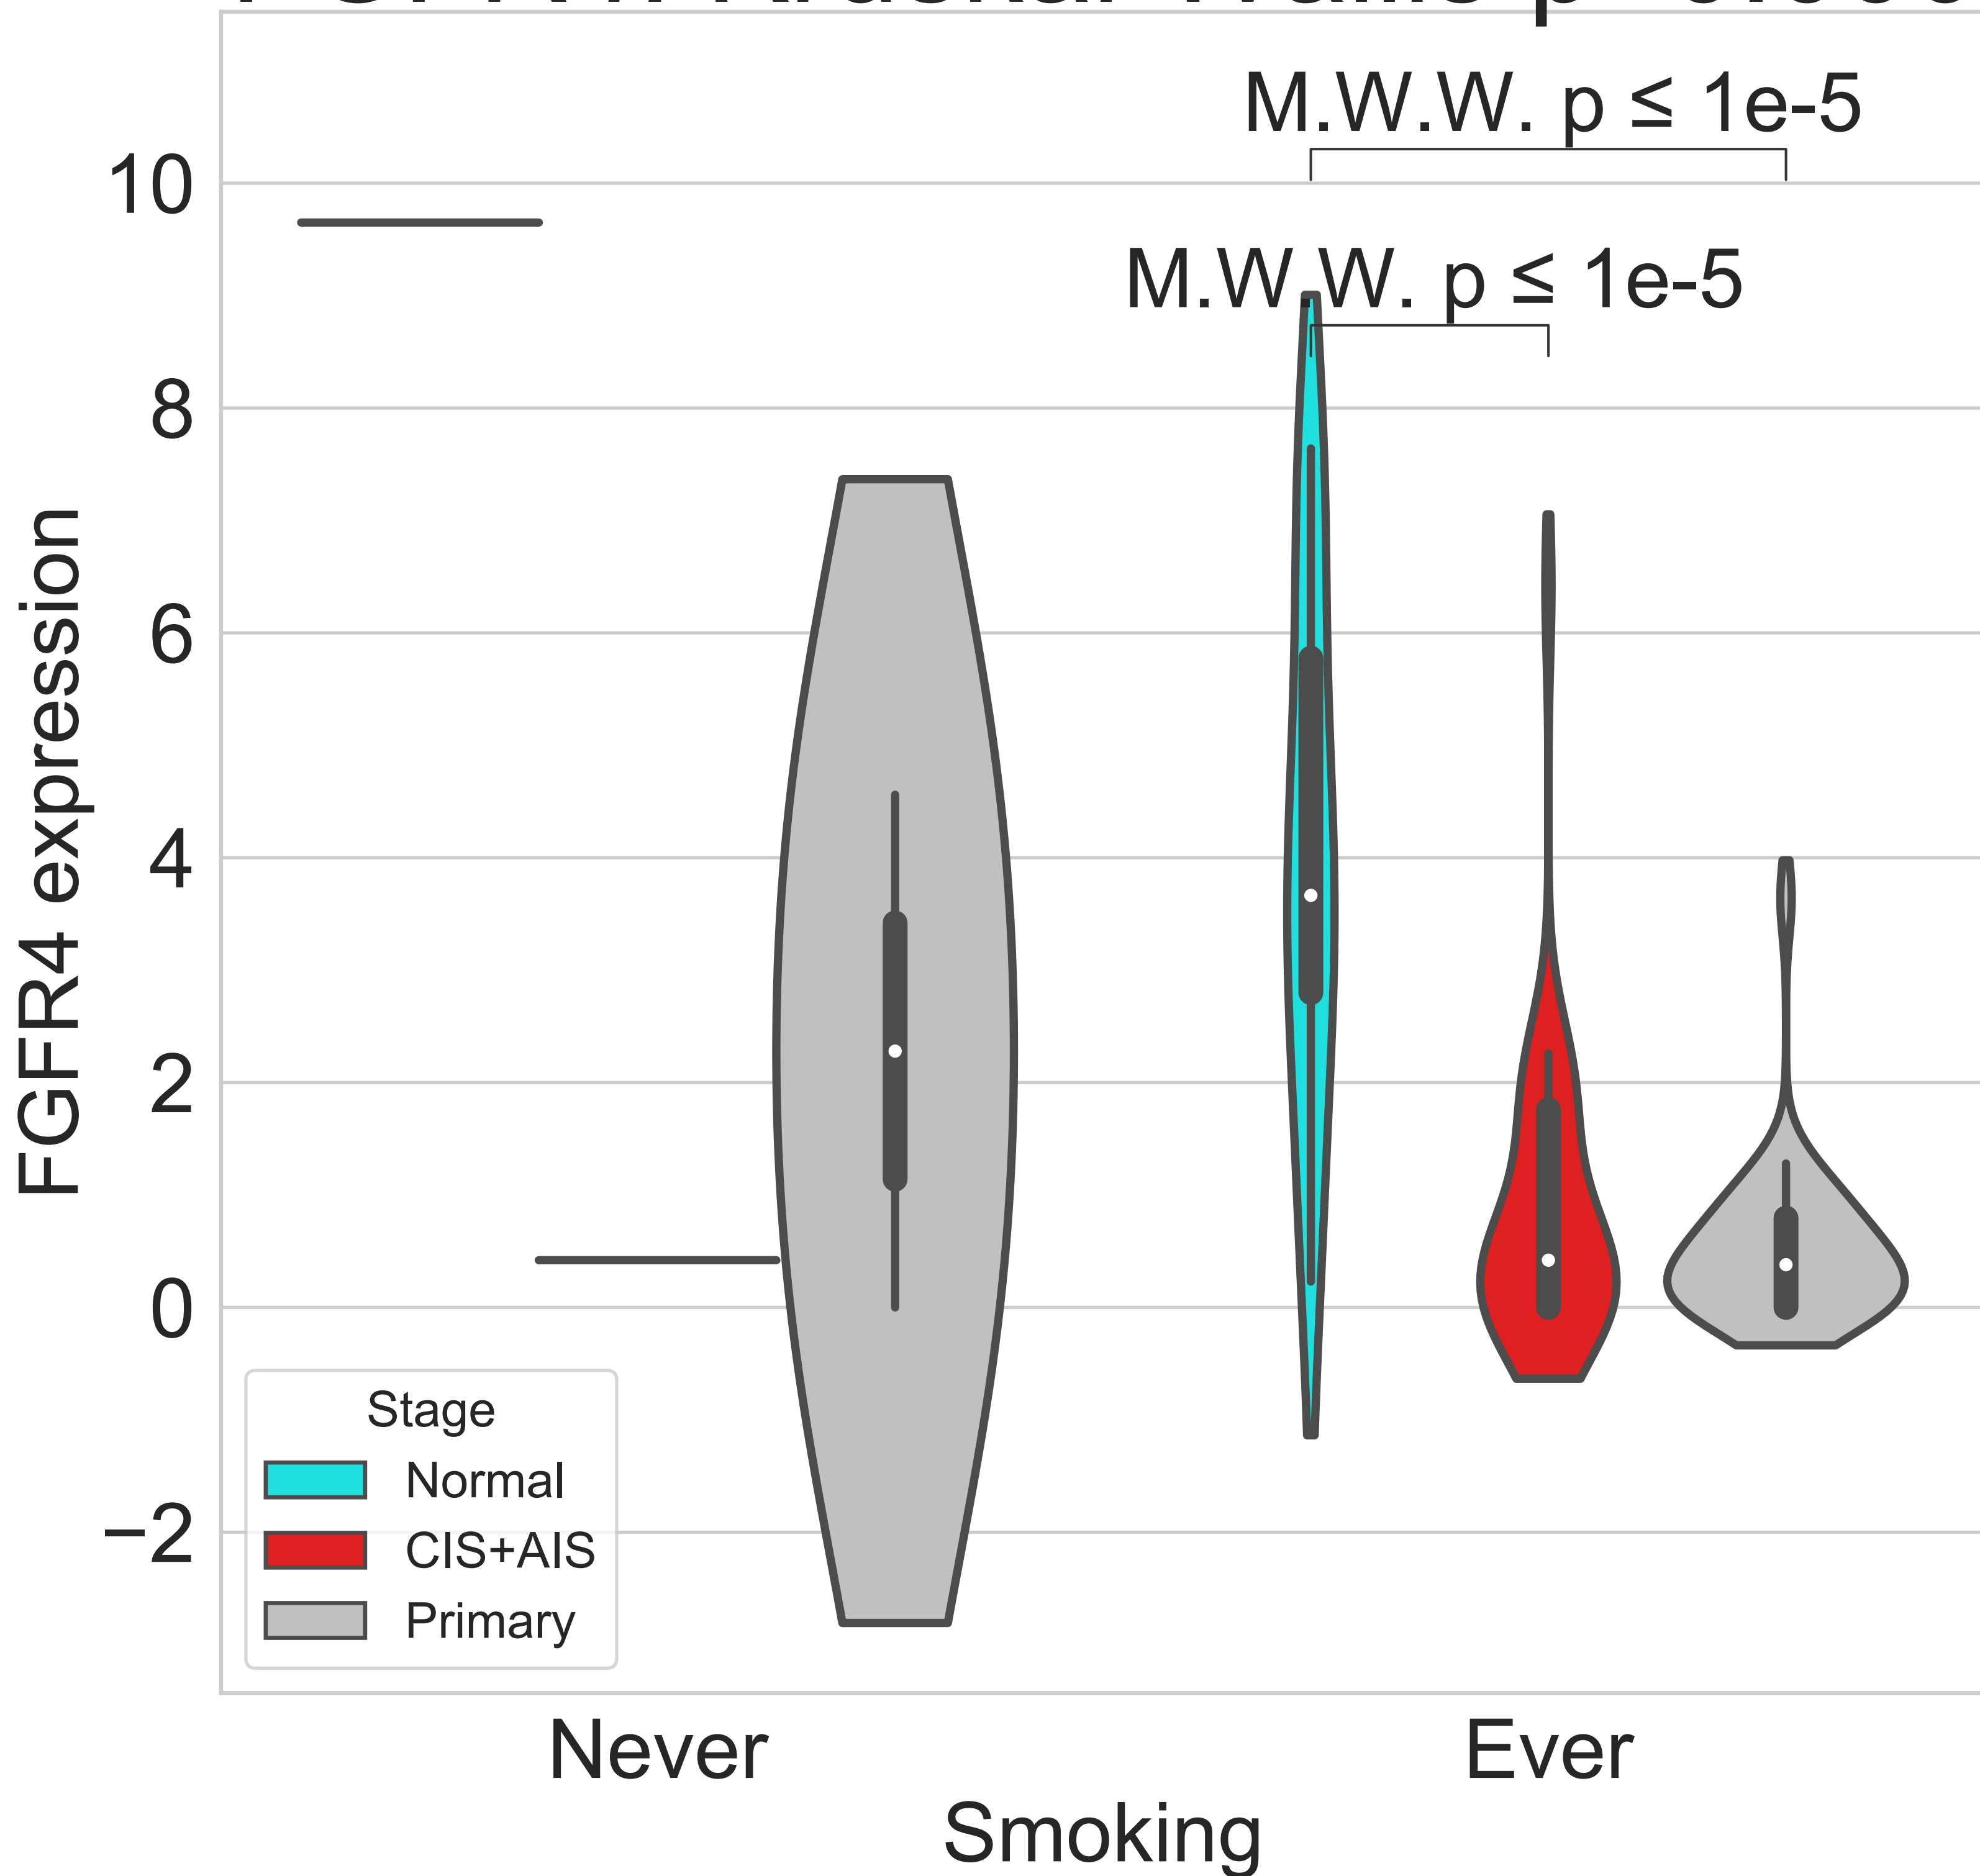 M.W.W. p ≤ 1e-5
M.W.W. p ≤ 1e-5
10
8
6
4
2
0
−2
FGFR4 expression
Stage
Normal
CIS+AIS
Primary
Never
Ever
Smoking